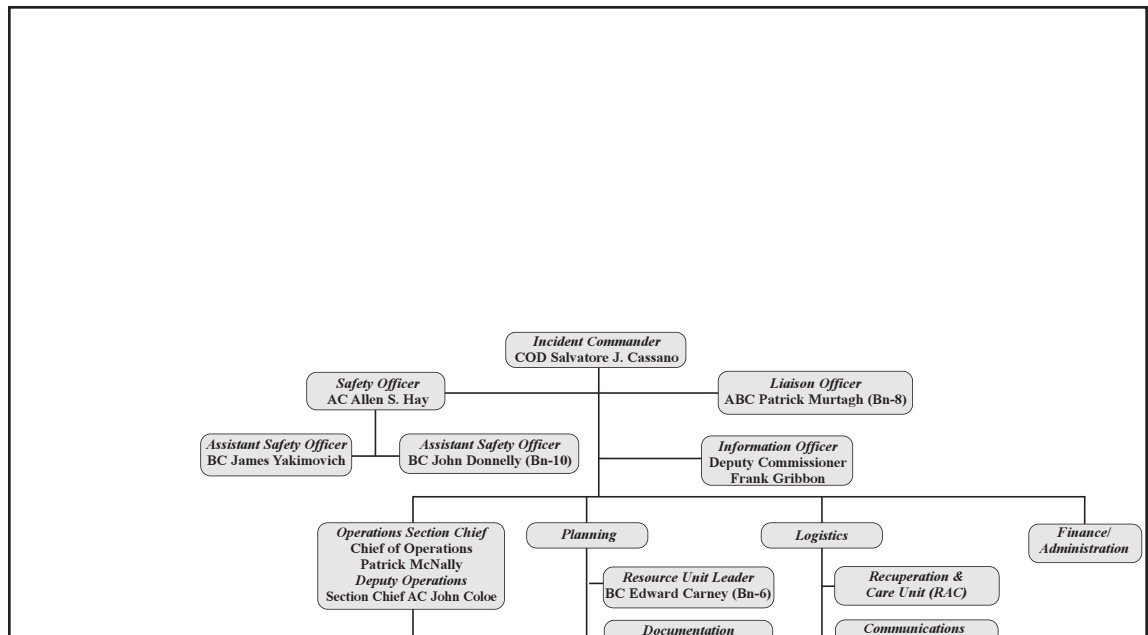 Incident Commander
COD Salvatore J. Cassano
Safety Officer
AC Allen S. Hay
Liaison Officer
ABC Patrick Murtagh (Bn-8)
Assistant Safety Officer
BC James Yakimovich
Assistant Safety Officer
BC John Donnelly (Bn-10)
Information Officer
Deputy Commissioner
Frank Gribbon
Operations Section Chief
Chief of Operations
Patrick McNally
Deputy Operations
Section Chief AC John Coloe
Planning
Logistics
Finance/
Administration
Resource Unit Leader
BC Edward Carney (Bn-6)
Recuperation &
Care Unit (RAC)
Documentation
Communications